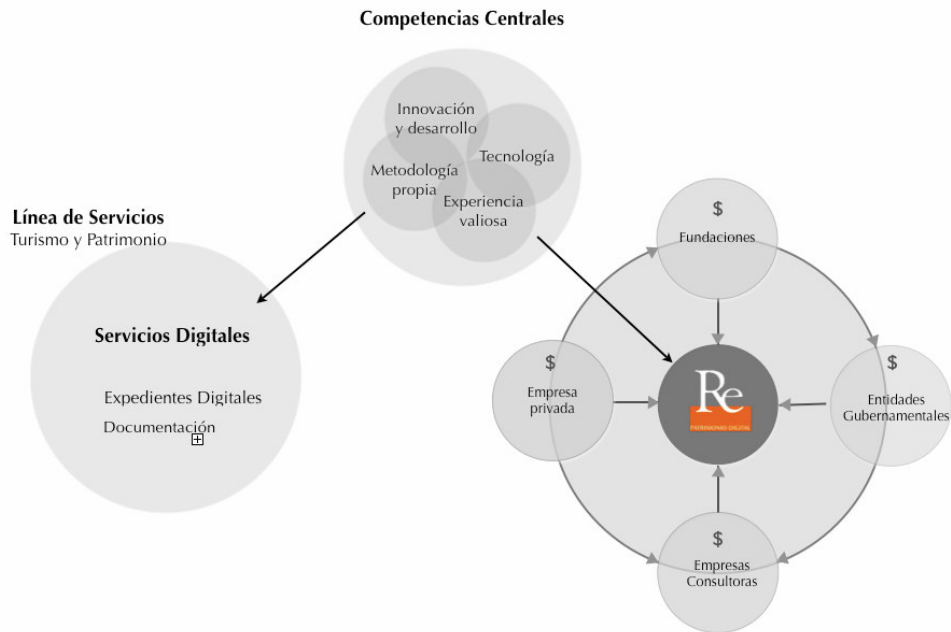 Competencias Centrales
Innovación
y desarrollo
Tecnología
Metodología
propia
Experiencia
valiosa
Línea de Servicios
Turismo y Patrimonio
Servicios Digitales
Expedientes Digitales
Documentación
$
Fundaciones
$
Empresa
privada
Re
PATRIMONIO DIGITAL
$
Entidades
Gubernamentales
$
Empresas
Consultoras